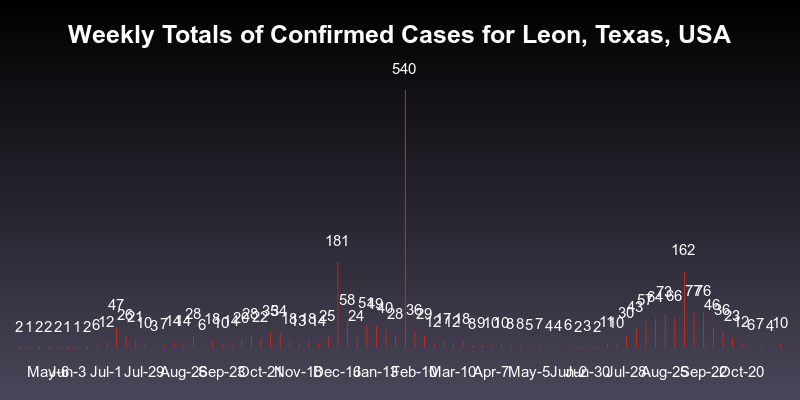 Weekly Totals of Confirmed Cases for Leon, Texas, USA
540
181
162
47 26 21 28 58 24 51 49 40 28 36 29 30 43 57 64 73 66 77 76 46 36 23
2 1 2 2 2 1 1 2 6 12 10 3 7 14 14 6 18 10 14 20 28 22 35 34 18 13 18 14 25 12 17 12 18 8 9 10 10 8 8 5 7 4 4 6 2 3 2 11 10 12 6 7 4 10
May-6 Jun-3 Jul-1 Jul-29 Aug-26 Sep-23 Oct-21 Nov-18 Dec-16 Jan-13 Feb-10 Mar-10 Apr-7 May-5 Jun-2 Jun-30 Jul-28 Aug-25 Sep-22 Oct-20